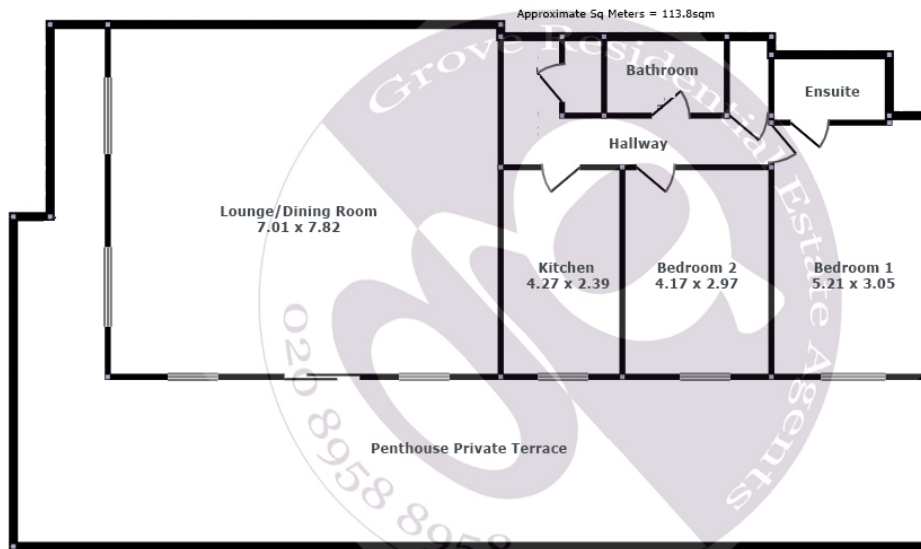 Approximate Sq Meters = 113.8sqm
Bathroom
Ensuite
Hallway
Lounge/Dining Room
7.01 x 7.82
Kitchen
4.27 x 2.39
Bedroom 2
4.17 x 2.97
Bedroom 1
5.21 x 3.05
Penthouse Private Terrace
Grove Residential Estate Agents
020 8958 8958